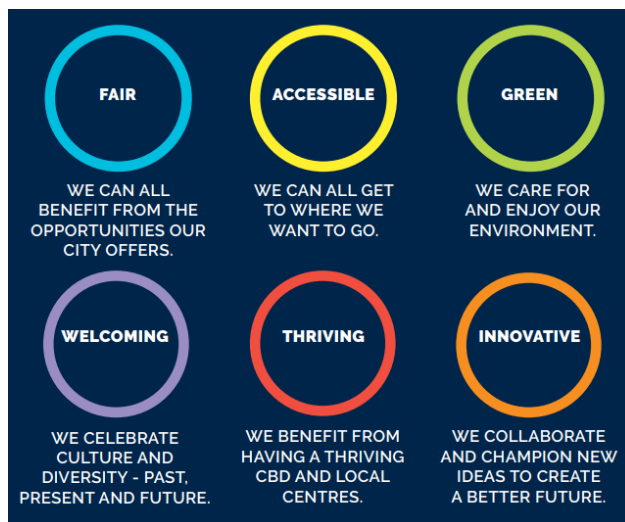 FAIR
WE CAN ALL
BENEFIT FROM THE
OPPORTUNITIES OUR
CITY OFFERS.
ACCESSIBLE
WE CAN ALL GET
TO WHERE WE
WANT TO GO.
GREEN
WE CARE FOR
AND ENJOY OUR
ENVIRONMENT.
WELCOMING
WE CELEBRATE
CULTURE AND
DIVERSITY - PAST,
PRESENT AND FUTURE.
THRIVING
WE BENEFIT FROM
HAVING A THRIVING
CBD AND LOCAL
CENTRES.
INNOVATIVE
WE COLLABORATE
AND CHAMPION NEW
IDEAS TO CREATE
A BETTER FUTURE.